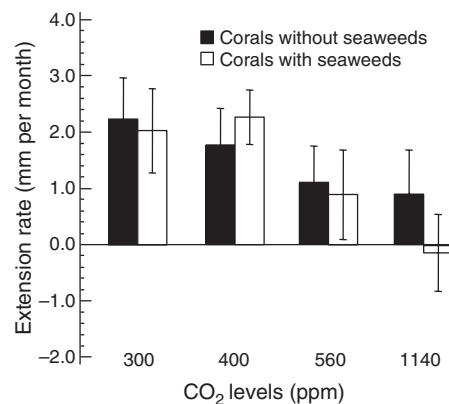 4.0
Corals without seaweeds
Corals with seaweeds
3.0
2.0
1.0
0.0
−1.0
−2.0
Extension rate (mm per month)
300 400 560 1140
CO₂ levels (ppm)